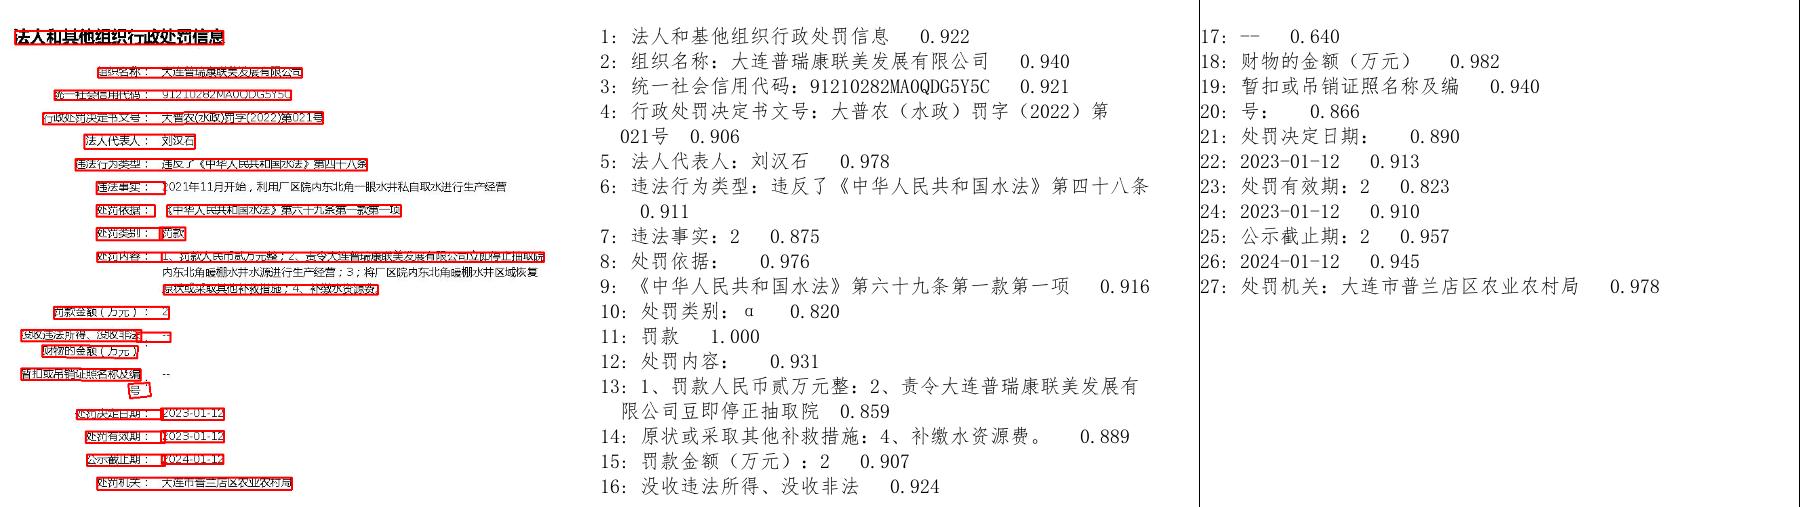 法人和其他组织行政处罚信息
组织名称： 大连普瑞康联美发展有限公司
统一社会信用代码： 91210282MA0QDG5Y5C
行政处罚决定书文号： 大普农(水政)罚字(2022)第021号
法人代表人： 刘汉石
违法行为类型： 违反了《中华人民共和国水法》第四十八条
违法事实： 2021年11月开始，利用厂区院内东北角一眼水井私自取水进行生产经营
处罚依据： 《中华人民共和国水法》第六十九条第一款第一项
处罚类别： 罚款
处罚内容： 1、罚款人民币贰万元整；2、责令大连普瑞康联美发展有限公司立即停止抽取院
内东北角暖棚水井水源进行生产经营；3；将厂区院内东北角暖棚水井区域恢复
原状或采取其他补救措施；4、补缴水资源费。
罚款金额（万元）： 2
没收违法所得、没收非法 --
财物的金额（万元）：
暂扣或吊销证照名称及编 --
号：
处罚决定日期： 2023-01-12
处罚有效期： 2023-01-12
公示截止期： 2024-01-12
处罚机关： 大连市普兰店区农业农村局
1: 法人和基他组织行政处罚信息 0.922
2: 组织名称: 大连普瑞康联美发展有限公司 0.940
3: 统一社会信用代码: 91210282MA0QDG5Y5C 0.921
4: 行政处罚决定书文号: 大普农（水政）罚字（2022）第
021号 0.906
5: 法人代表人: 刘汉石 0.978
6: 违法行为类型: 违反了《中华人民共和国水法》第四十八条
0.911
7: 违法事实: 2 0.875
8: 处罚依据: 0.976
9: 《中华人民共和国水法》第六十九条第一款第一项 0.916
10: 处罚类别: α 0.820
11: 罚款 1.000
12: 处罚内容: 0.931
13: 1、罚款人民币贰万元整: 2、责令大连普瑞康联美发展有
限公司豆即停正抽取院 0.859
14: 原状或采取其他补救措施: 4、补缴水资源费。 0.889
15: 罚款金额（万元）: 2 0.907
16: 没收违法所得、没收非法 0.924
17: -- 0.640
18: 财物的金额（万元） 0.982
19: 暂扣或吊销证照名称及编 0.940
20: 号: 0.866
21: 处罚决定日期: 0.890
22: 2023-01-12 0.913
23: 处罚有效期: 2 0.823
24: 2023-01-12 0.910
25: 公示截止期: 2 0.957
26: 2024-01-12 0.945
27: 处罚机关: 大连市普兰店区农业农村局 0.978